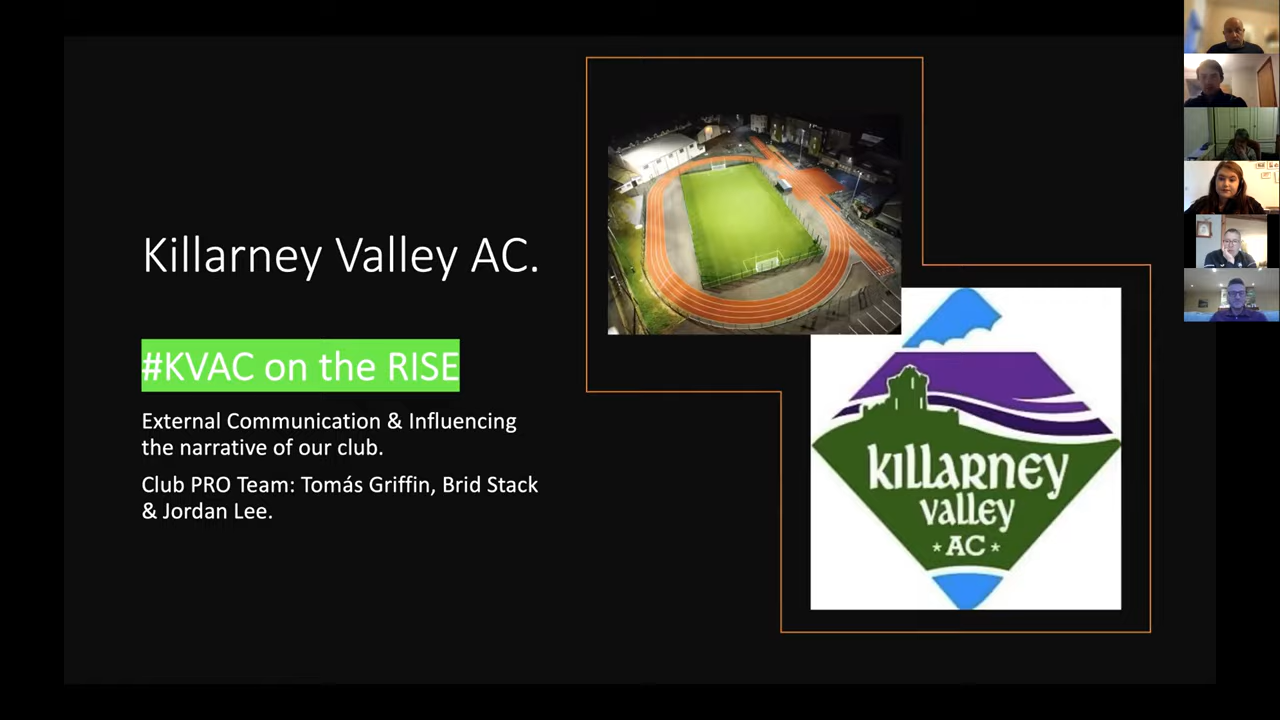 Killarney Valley AC.
#KVAC on the RISE
External Communication & Influencing
the narrative of our club.
Club PRO Team: Tomás Griffin, Brid Stack
& Jordan Lee.
killarney
valley
*AC*